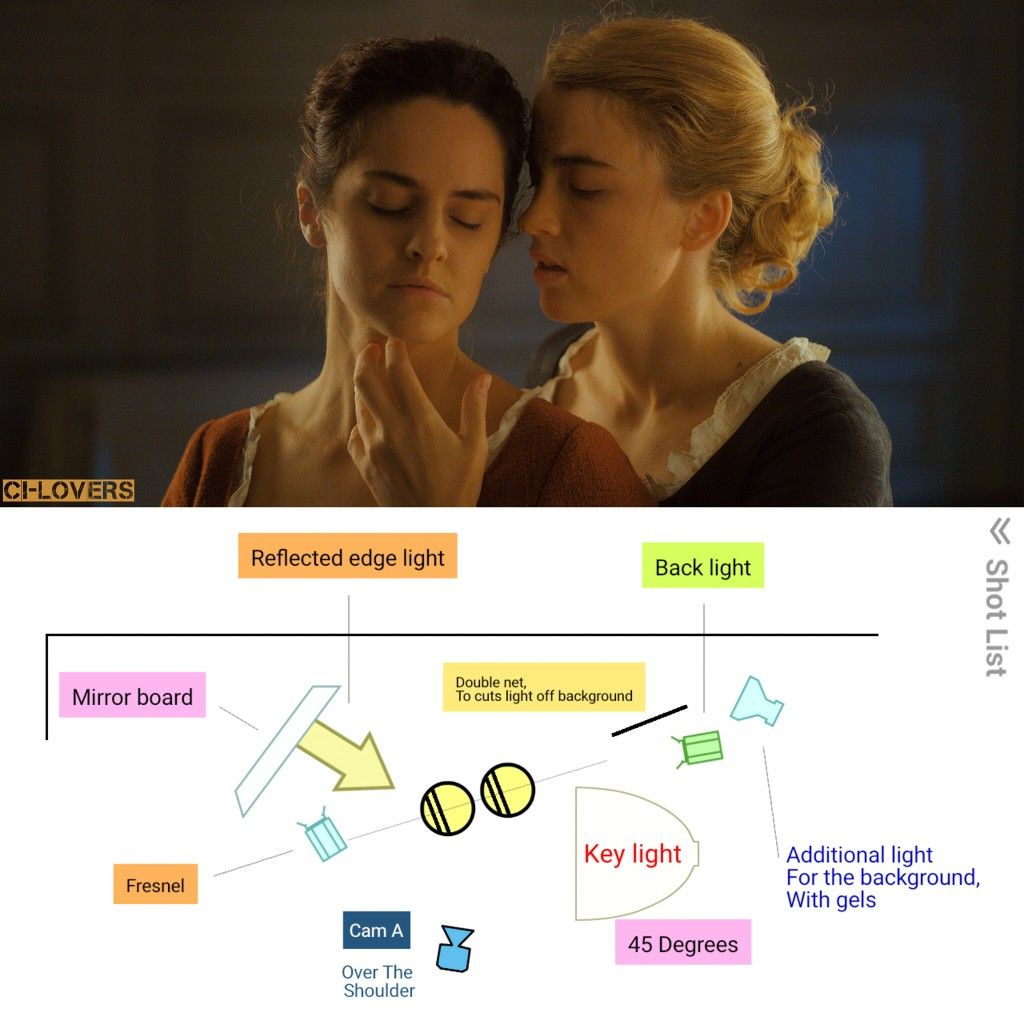 CI-LOVERS
Reflected edge light
Back light
Shot List
Mirror board
Double net,
To cuts light off background
Key light
Additional light
For the background,
With gels
Fresnel
Cam A
45 Degrees
Over The
Shoulder